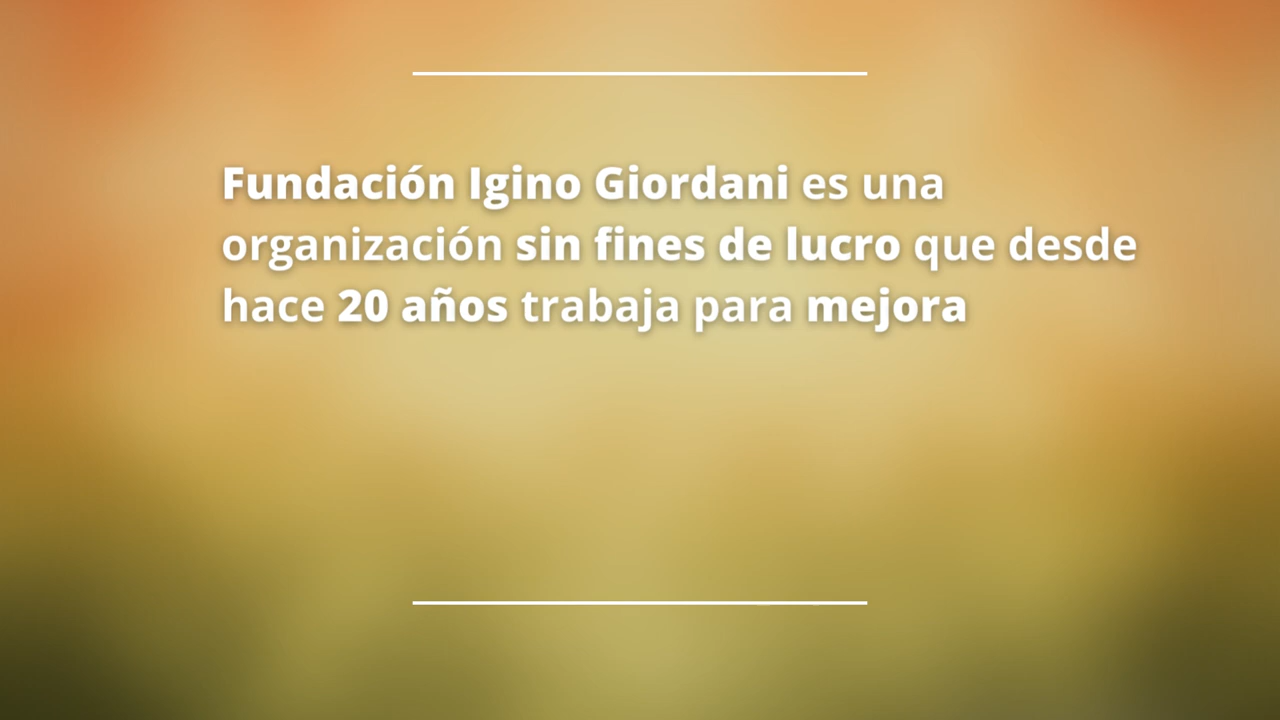 Fundación Igino Giordani es una
organización sin fines de lucro que desde
hace 20 años trabaja para mejora